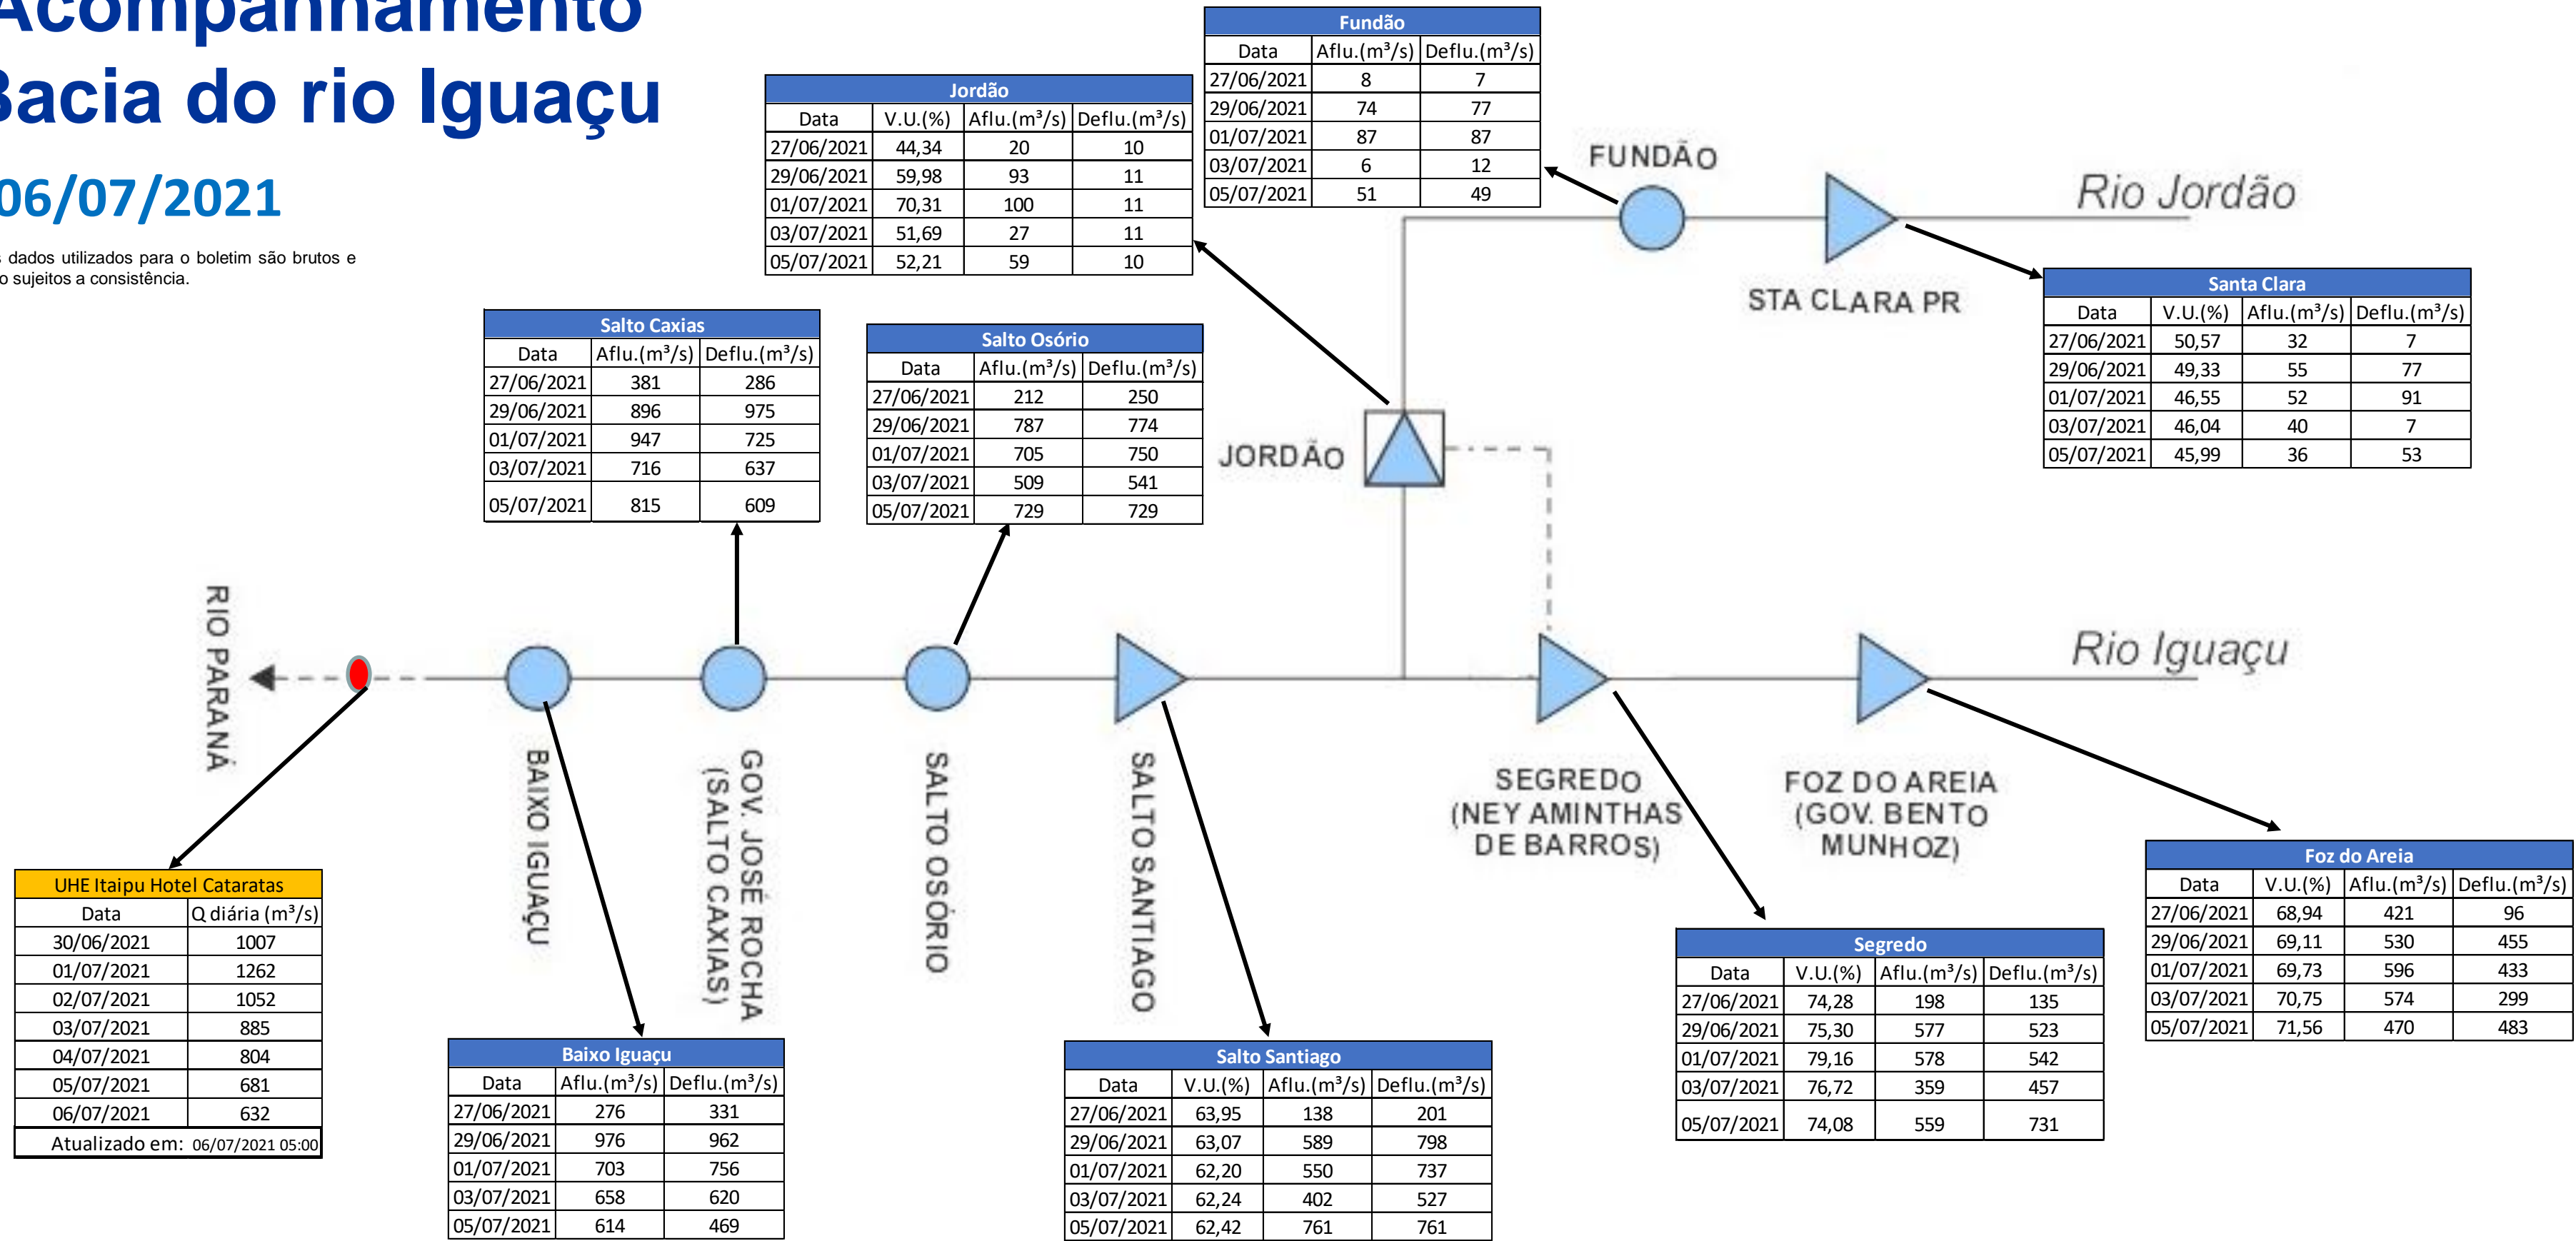 Acompanhamento
Bacia do rio Iguaçu
06/07/2021
dados utilizados para o boletim são brutos e
sujeitos a consistência.
Fundão
Data Aflu.(m³/s) Deflu.(m³/s)
27/06/2021 8 7
29/06/2021 74 77
01/07/2021 87 87
03/07/2021 6 12
05/07/2021 51 49
Jordão
Data V.U.(%) Aflu.(m³/s) Deflu.(m³/s)
27/06/2021 44,34 20 10
29/06/2021 59,98 93 11
01/07/2021 70,31 100 11
03/07/2021 51,69 27 11
05/07/2021 52,21 59 10
FUNDÃO
Rio Jordão
STA CLARA PR
Santa Clara
Data V.U.(%) Aflu.(m³/s) Deflu.(m³/s)
27/06/2021 50,57 32 7
29/06/2021 49,33 55 77
01/07/2021 46,55 52 91
03/07/2021 46,04 40 7
05/07/2021 45,99 36 53
Salto Caxias
Data Aflu.(m³/s) Deflu.(m³/s)
27/06/2021 381 286
29/06/2021 896 975
01/07/2021 947 725
03/07/2021 716 637
05/07/2021 815 609
Salto Osório
Data Aflu.(m³/s) Deflu.(m³/s)
27/06/2021 212 250
29/06/2021 787 774
01/07/2021 705 750
03/07/2021 509 541
05/07/2021 729 729
JORDÃO
RIO PARANÁ
Rio Iguaçu
BAIXO IGUAÇU
GOV. JOSÉ ROCHA
(SALTO CAXIAS)
SALTO OSÓRIO
SALTO SANTIAGO
SEGREDO
(NEY AMINTHAS
DE BARROS)
FOZ DO AREIA
(GOV. BENTO
MUNHOZ)
UHE Itaipu Hotel Cataratas
Data Q diária (m³/s)
30/06/2021 1007
01/07/2021 1262
02/07/2021 1052
03/07/2021 885
04/07/2021 804
05/07/2021 681
06/07/2021 632
Atualizado em: 06/07/2021 05:00
Baixo Iguaçu
Data Aflu.(m³/s) Deflu.(m³/s)
27/06/2021 276 331
29/06/2021 976 962
01/07/2021 703 756
03/07/2021 658 620
05/07/2021 614 469
Salto Santiago
Data V.U.(%) Aflu.(m³/s) Deflu.(m³/s)
27/06/2021 63,95 138 201
29/06/2021 63,07 589 798
01/07/2021 62,20 550 737
03/07/2021 62,24 402 527
05/07/2021 62,42 761 761
Segredo
Data V.U.(%) Aflu.(m³/s) Deflu.(m³/s)
27/06/2021 74,28 198 135
29/06/2021 75,30 577 523
01/07/2021 79,16 578 542
03/07/2021 76,72 359 457
05/07/2021 74,08 559 731
Foz do Areia
Data V.U.(%) Aflu.(m³/s) Deflu.(m³/s)
27/06/2021 68,94 421 96
29/06/2021 69,11 530 455
01/07/2021 69,73 596 433
03/07/2021 70,75 574 299
05/07/2021 71,56 470 483